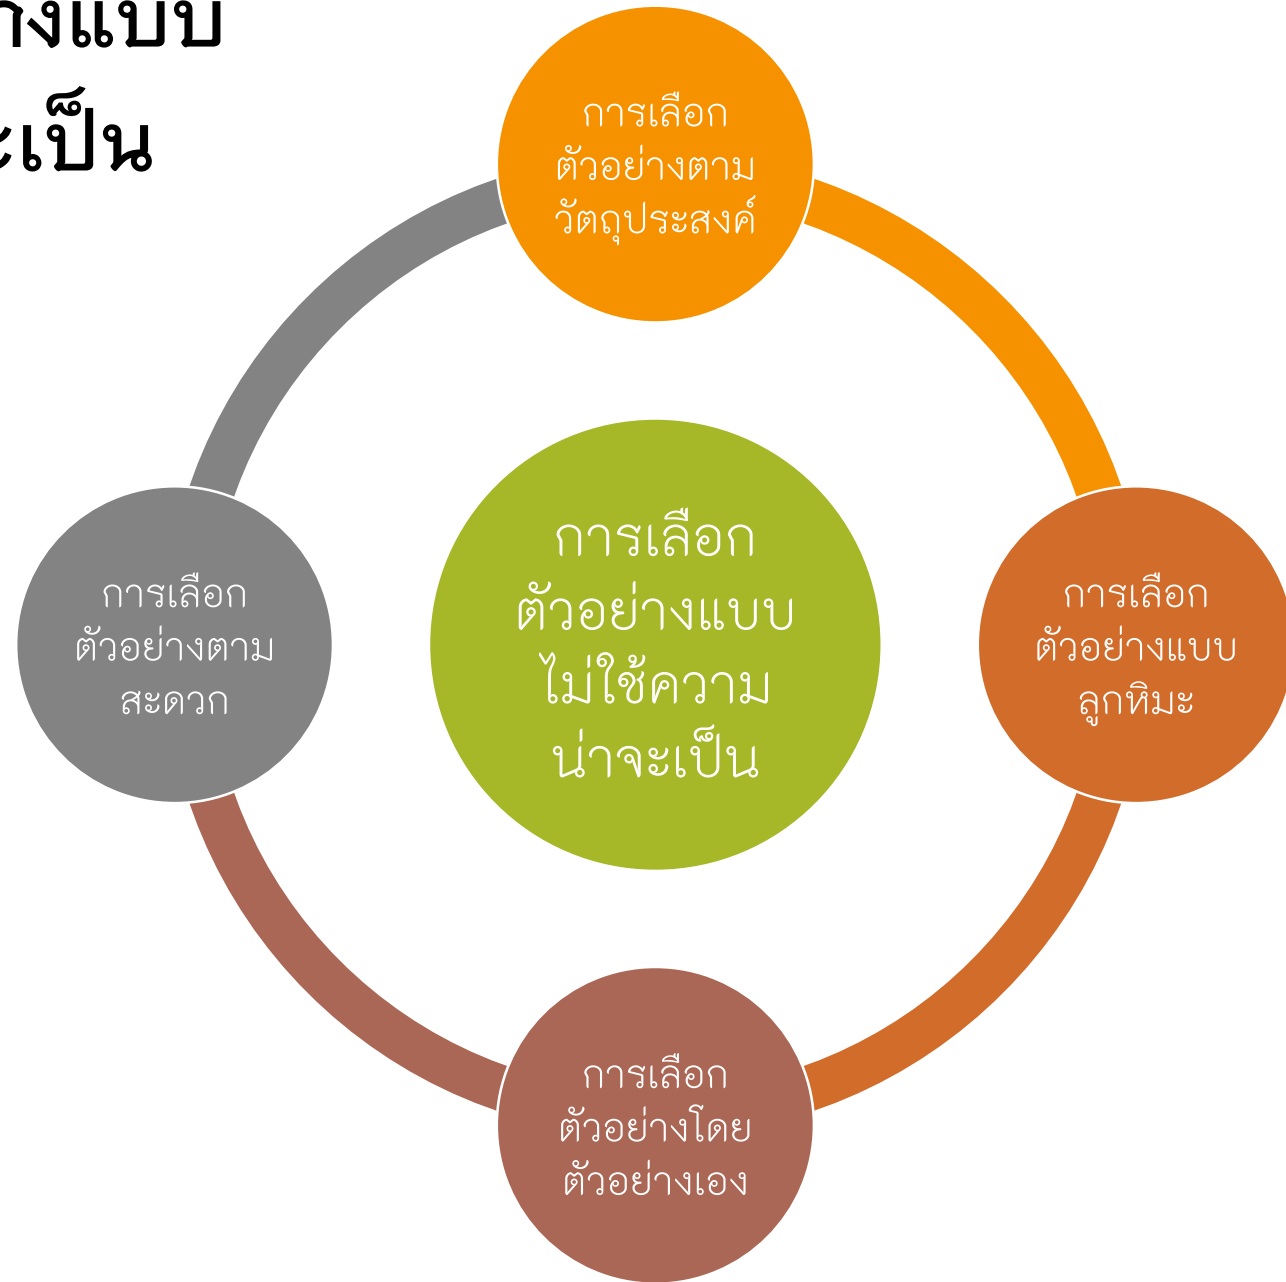 างแบบ
ะเป็น
การเลือก
ตัวอย่างตาม
วัตถุประสงค์
การเลือก
ตัวอย่างแบบ
ไม่ใช้ความ
น่าจะเป็น
การเลือก
ตัวอย่างตาม
สะดวก
การเลือก
ตัวอย่างแบบ
ลูกหิมะ
การเลือก
ตัวอย่างโดย
ตัวอย่างเอง